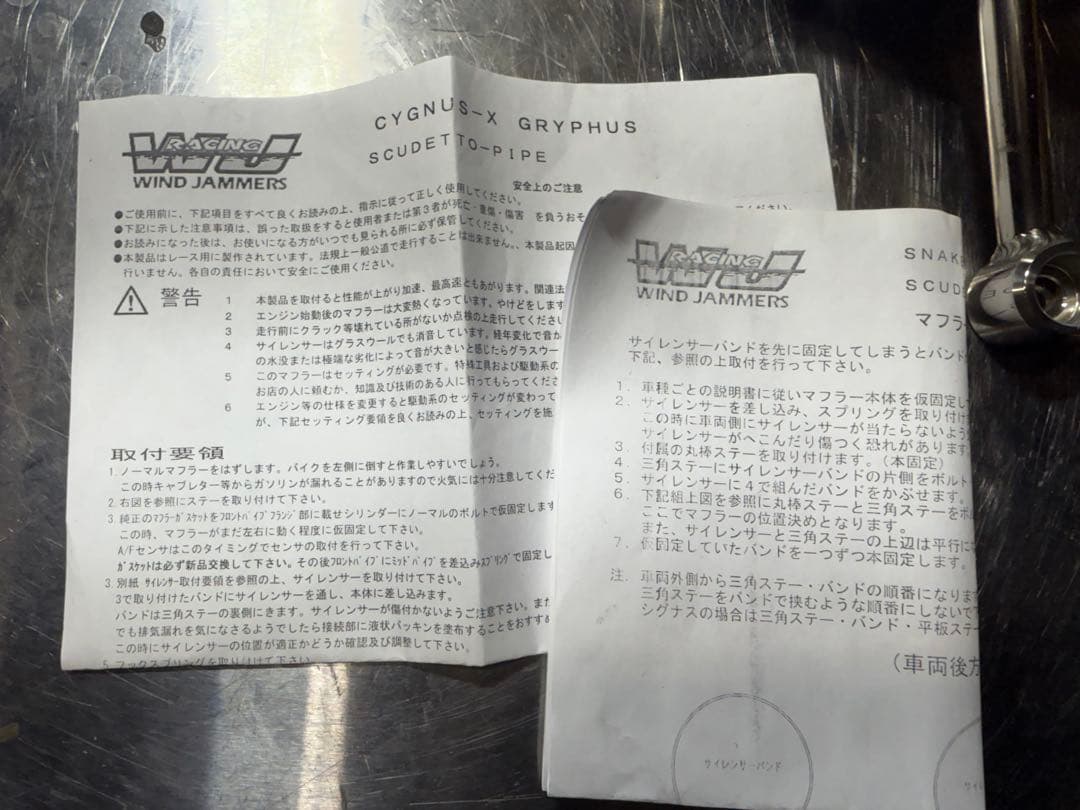 RACING
WJ
WIND JAMMERS
CYGNUS-X GRYPHUS
SCUDETTO-PIPE
安全上のご注意
●ご使用前に、下記項目をすべて良くお読みの上、指示に従って正しく使用してください。
●下記に示した注意事項は、誤った取扱をすると使用者または第3者が死亡・重傷・傷害 を負うおそ
●お読みになった後は、お使いになる方がいつでも見られる所に必ず保管してください。
●本製品はレース用に製作されています。法規上一般公道で走行することは出来ません。、本製品起因
行いません。各自の責任において安全にご使用ください。
警告
1 本製品を取付ると性能が上がり加速、最高速ともあがります。関連法
2 エンジン始動後のマフラーは大変熱くなっています。やけどをします
3 走行前にクラック等壊れている所がないか点検の上走行してください
4 サイレンサーはグラスウールでも消音しています。経年変化で音が
の水没または極端な劣化によって音が大きいと感じたらグラスウー
5 このマフラーはセッティングが必要です。特殊工具および駆動系の
お店の人に頼むか、知識及び技術のある人に行ってもらってくださ
6 エンジン等の仕様を変更すると駆動系のセッティングが変わって
が、下記セッティング要領を良くお読みの上、セッティングを施
取付要領
1. ノーマルマフラーをはずします。バイクを左側に倒すと作業しやすいでしょう。
この時キャブレター等からガソリンが漏れることがありますので火気には十分注意してくだ
2. 右図を参照にステーを取り付けて下さい。
3. 純正のマフラーガスケットをフロントパイプフランジ部に載せシリンダーにノーマルのボルトで仮固定します
この時、マフラーがまだ左右に動く程度に仮固定して下さい。
A/Fセンサはこのタイミングでセンサの取付を行って下さい。
ガスケットは必ず新品交換して下さい。その後フロントパイプにミッドパイプを差込みスプリングで固定し
3. 別紙 サイレンサー取付要領を参照の上、サイレンサーを取り付けて下さい。
3で取付けたバンドにサイレンサーを通し、本体に差し込みます。
バンドは三角ステーの裏側にきます。サイレンサーが傷付かないようご注意下さい。また
でも排気漏れを気になさるようでしたら接続部に液状パッキンを塗布することをおすすめ
この時にサイレンサーの位置が適正かどうか確認及び調整して下さい。
5. フックスプリングを取り付けて下さい。
ください。
RACING
WJ
WIND JAMMERS
SNAKE
SCUDE
マフラー
サイレンサーバンドを先に固定してしまうとバンド
下記、参照の上取付を行って下さい。
1. 車種ごとの説明書に従いマフラー本体を仮固定し
2. サイレンサーを差し込み、スプリングを取り付け
この時に車両側にサイレンサーが当たらないよう
サイレンサーがへこんだり傷つく恐れがあります
3. 付属の丸棒ステーを取り付けます。(本固定)
4. 三角ステーにサイレンサーバンドの片側をボルト
5. サイレンサーに4で組んだバンドをかぶせます。
6. 下記組上図を参照に丸棒ステーと三角ステーをボ
ここでマフラーの位置決めとなります。
また、サイレンサーと三角ステーの上辺は平行に
7. 仮固定していたバンドを一つずつ本固定します。
注. 車両外側から三角ステー・バンドの順番になりま
三角ステーをバンドで挟むような順番にしないで下
シグナスの場合は三角ステー・バンド・平板ステー
(車両後方
サイレンサーバンド